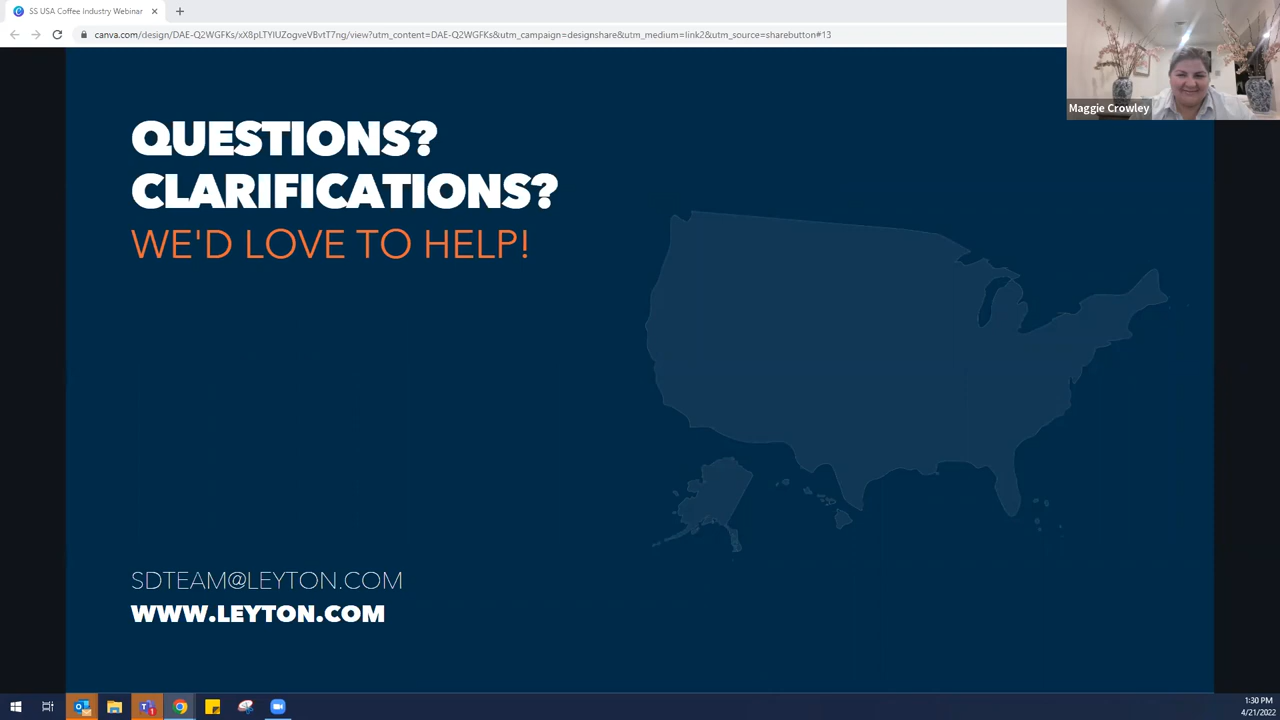 SS USA Coffee Industry Webinar
canva.com/design/DAE-Q2WGFKs/xX8pLTYlUZogveVBvtT7ng/view?utm_content=DAE-Q2WGFKs&utm_campaign=designshare&utm_medium=link2&utm_source=sharebutton#13
Maggie Crowley
QUESTIONS?
CLARIFICATIONS?
WE'D LOVE TO HELP!
SDTEAM@LEYTON.COM
WWW.LEYTON.COM
1:30 PM
4/21/2022